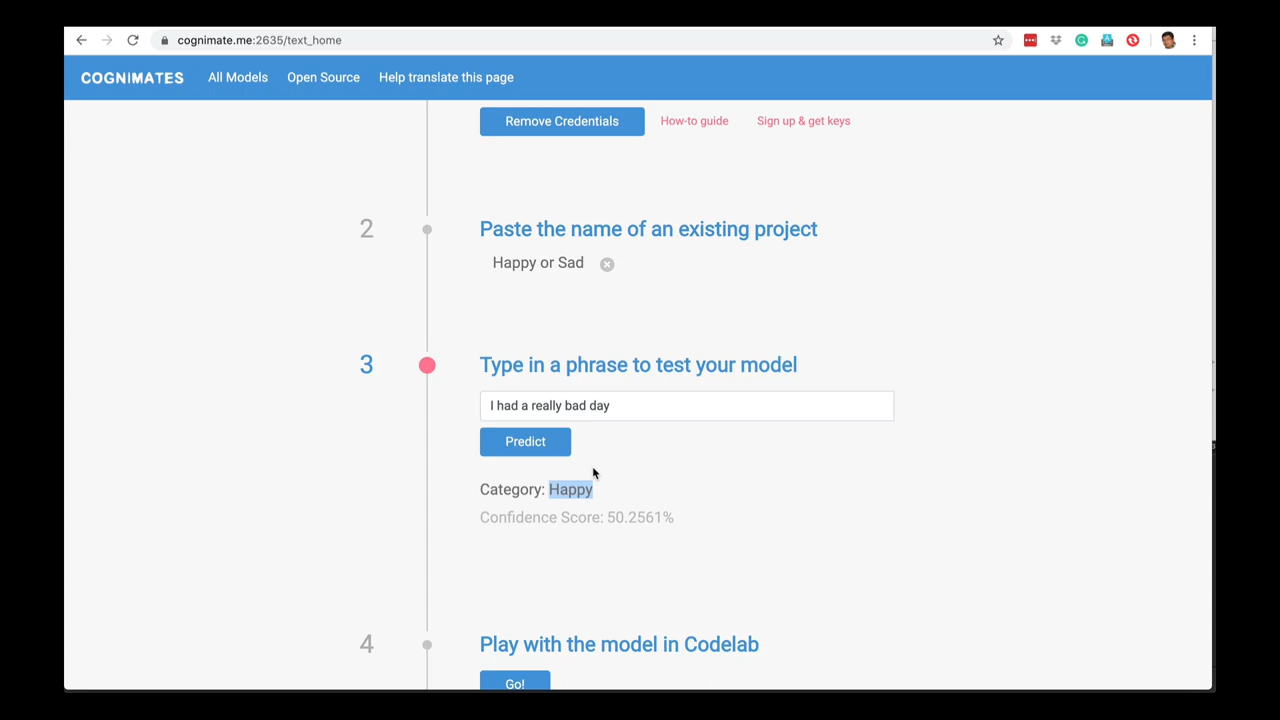 cognimate.me:2635/text_home
COGNIMATES All Models Open Source Help translate this page
Remove Credentials How-to guide Sign up & get keys
2 Paste the name of an existing project
Happy or Sad
3 Type in a phrase to test your model
I had a really bad day
Predict
Category: Happy
Confidence Score: 50.2561%
4 Play with the model in Codelab
Go!